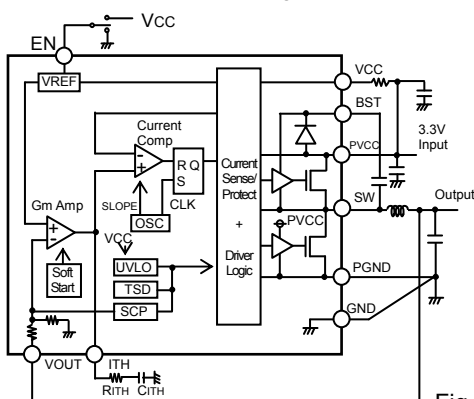 VCC
EN
VREF
VCC
BST
Current
Comp
3.3V
Input
PVCC
R Q
S
Current
Sense/
Protect
+
Driver
Logic
Gm Amp
SLOPE
OSC
CLK
SW
Output
VCC
PVCC
UVLO
Soft
Start
TSD
SCP
PGND
GND
VOUT
ITH
RITH
CITH
Fig